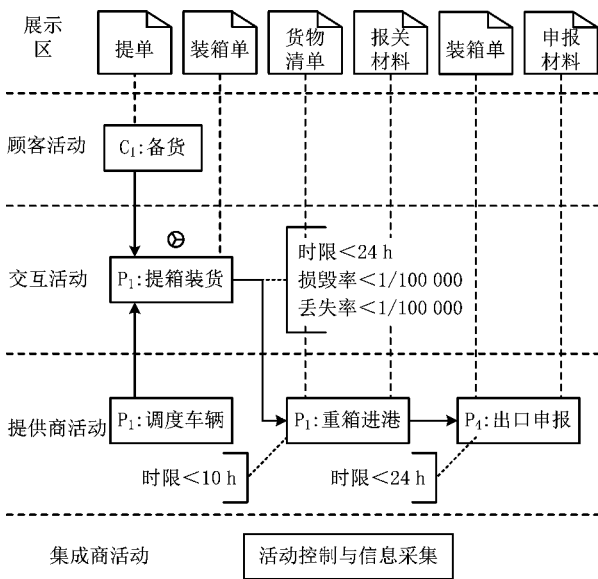 展示
区
提单
装箱单
货物
清单
报关
材料
装箱单
申报
材料
顾客活动
C₁:备货
交互活动
P₁:提箱装货
时限<24 h
损毁率<1/100 000
丢失率<1/100 000
提供商活动
P₁:调度车辆
P₁:重箱进港
P₄:出口申报
时限<10 h
时限<24 h
集成商活动
活动控制与信息采集